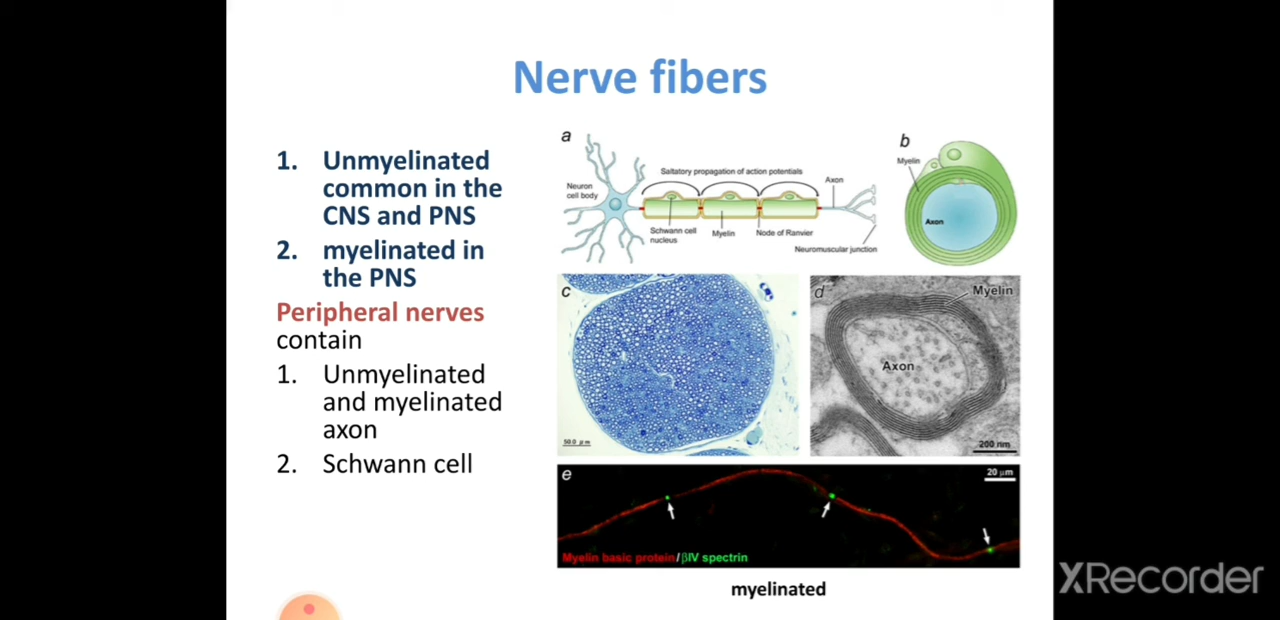 Nerve fibers
1. Unmyelinated
common in the
CNS and PNS
2. myelinated in
the PNS
Peripheral nerves
contain
1. Unmyelinated
and myelinated
axon
2. Schwann cell
a
Saltatory propagation of action potentials
Neuron
cell body
Axon
Schwann cell
nucleus
Myelin
Node of Ranvier
Neuromuscular junction
b
Myelin
Axon
c
50.0 μm
d
Myelin
Axon
200 nm
e
20 μm
Myelin basic protein/βIV spectrin
myelinated
XRecorder